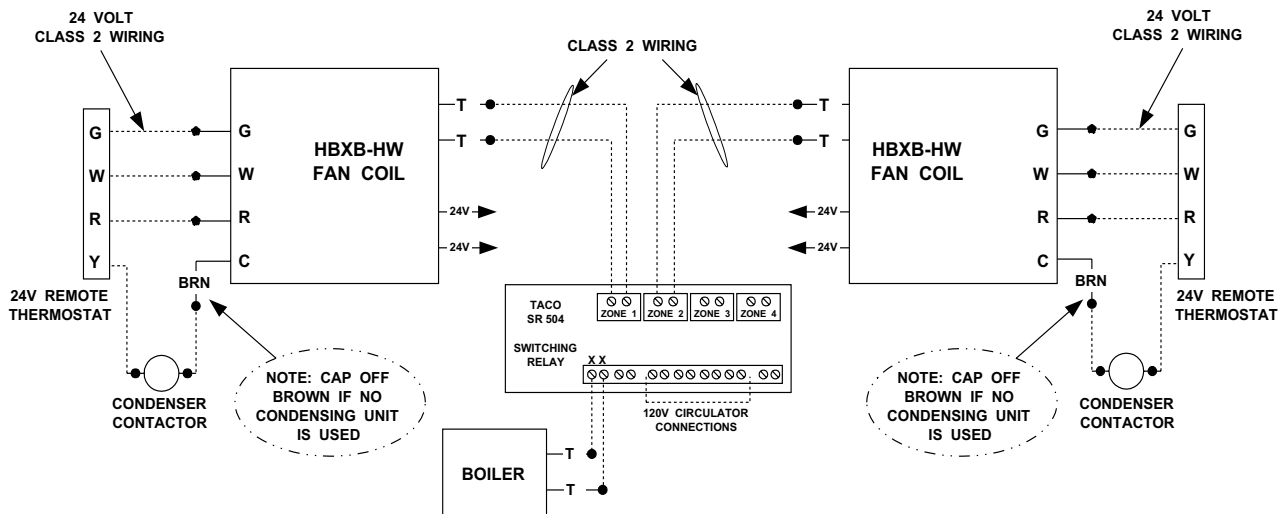 24 VOLT
CLASS 2 WIRING
G
W
R
Y
24V REMOTE
THERMOSTAT
CONDENSER
CONTACTOR
G
W
R
C
BRN
HBXB-HW
FAN COIL
T
T
24V
24V
NOTE: CAP OFF
BROWN IF NO
CONDENSING UNIT
IS USED
CLASS 2 WIRING
TACO
SR 504
SWITCHING
RELAY
ZONE 1
ZONE 2
ZONE 3
ZONE 4
X X
120V CIRCULATOR
CONNECTIONS
BOILER
T
T
T
T
24V
24V
HBXB-HW
FAN COIL
G
W
R
C
BRN
NOTE: CAP OFF
BROWN IF NO
CONDENSING UNIT
IS USED
24 VOLT
CLASS 2 WIRING
G
W
R
Y
24V REMOTE
THERMOSTAT
CONDENSER
CONTACTOR